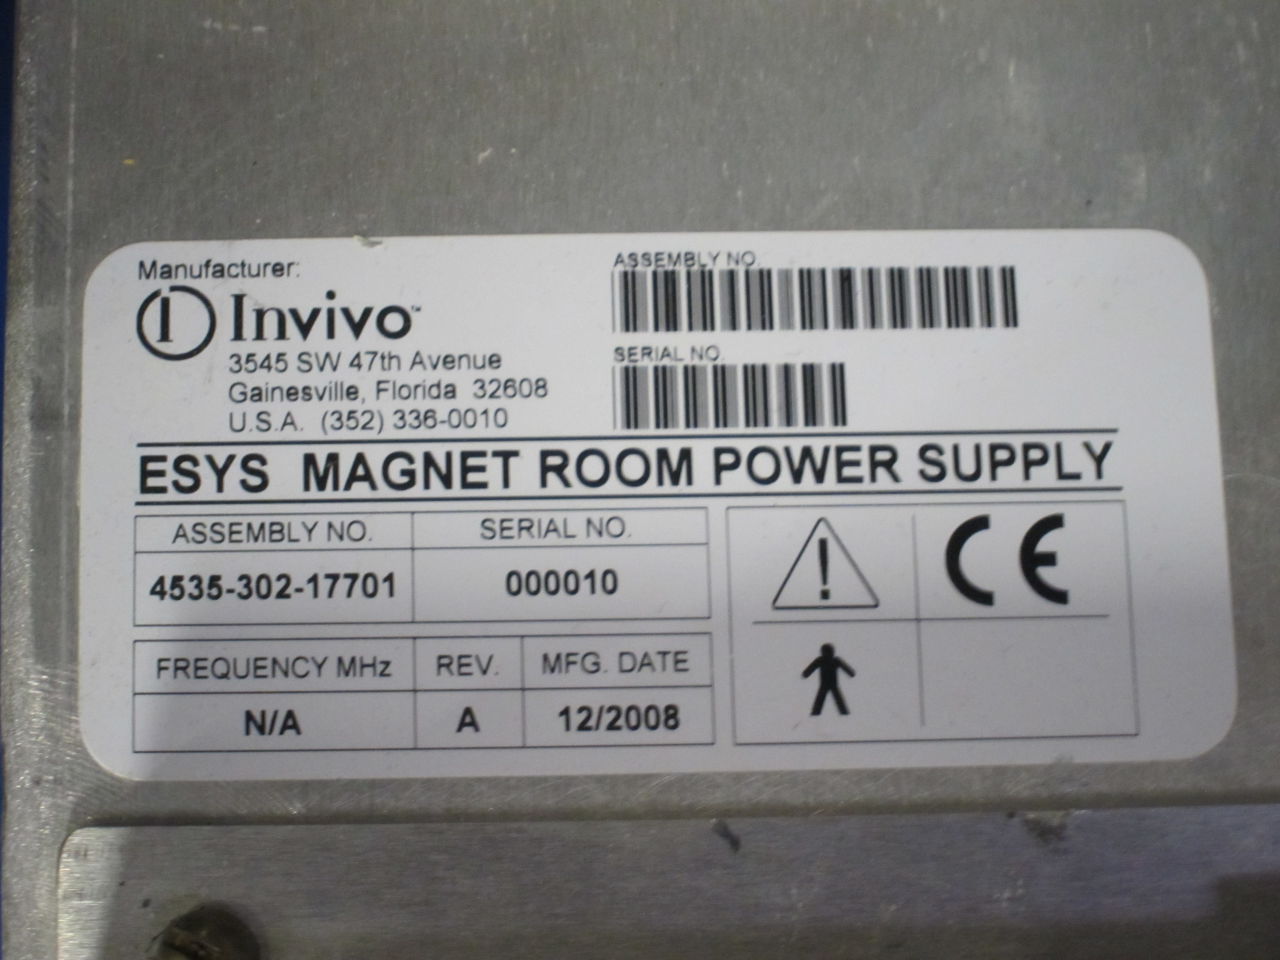 Manufacturer:
Invivo™
3545 SW 47th Avenue
Gainesville, Florida 32608
U.S.A. (352) 336-0010
ASSEMBLY NO.
SERIAL NO.
ESYS MAGNET ROOM POWER SUPPLY
ASSEMBLY NO. SERIAL NO.
4535-302-17701 000010
FREQUENCY MHz REV. MFG. DATE
N/A A 12/2008
CE